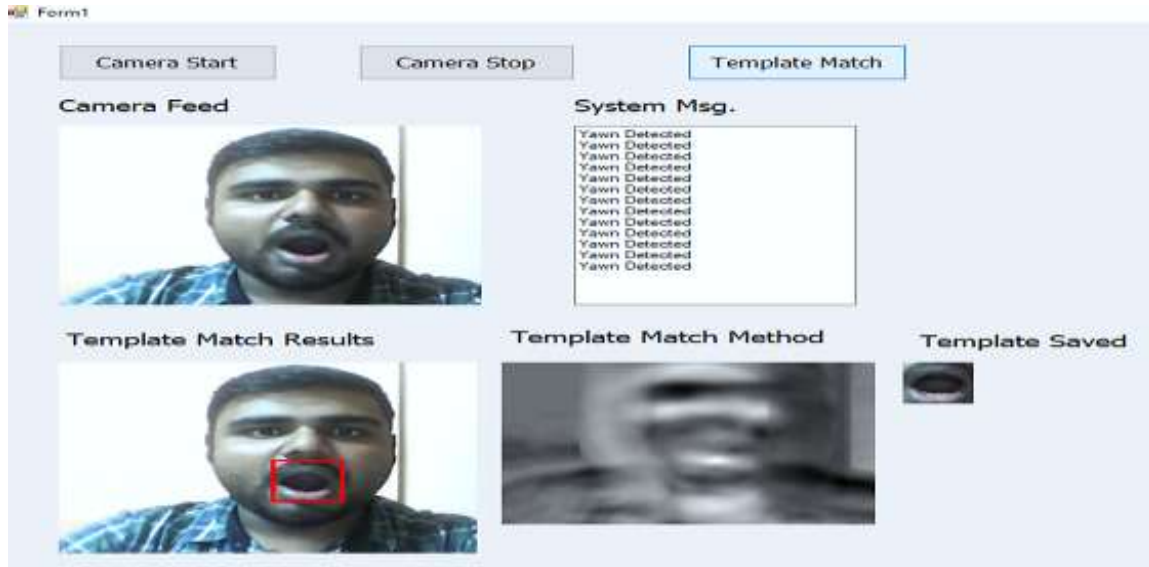 Form1
Camera Start
Camera Stop
Template Match
Camera Feed
System Msg.
Yawn Detected
Yawn Detected
Yawn Detected
Yawn Detected
Yawn Detected
Yawn Detected
Yawn Detected
Yawn Detected
Yawn Detected
Yawn Detected
Yawn Detected
Yawn Detected
Yawn Detected
Template Match Results
Template Match Method
Template Saved